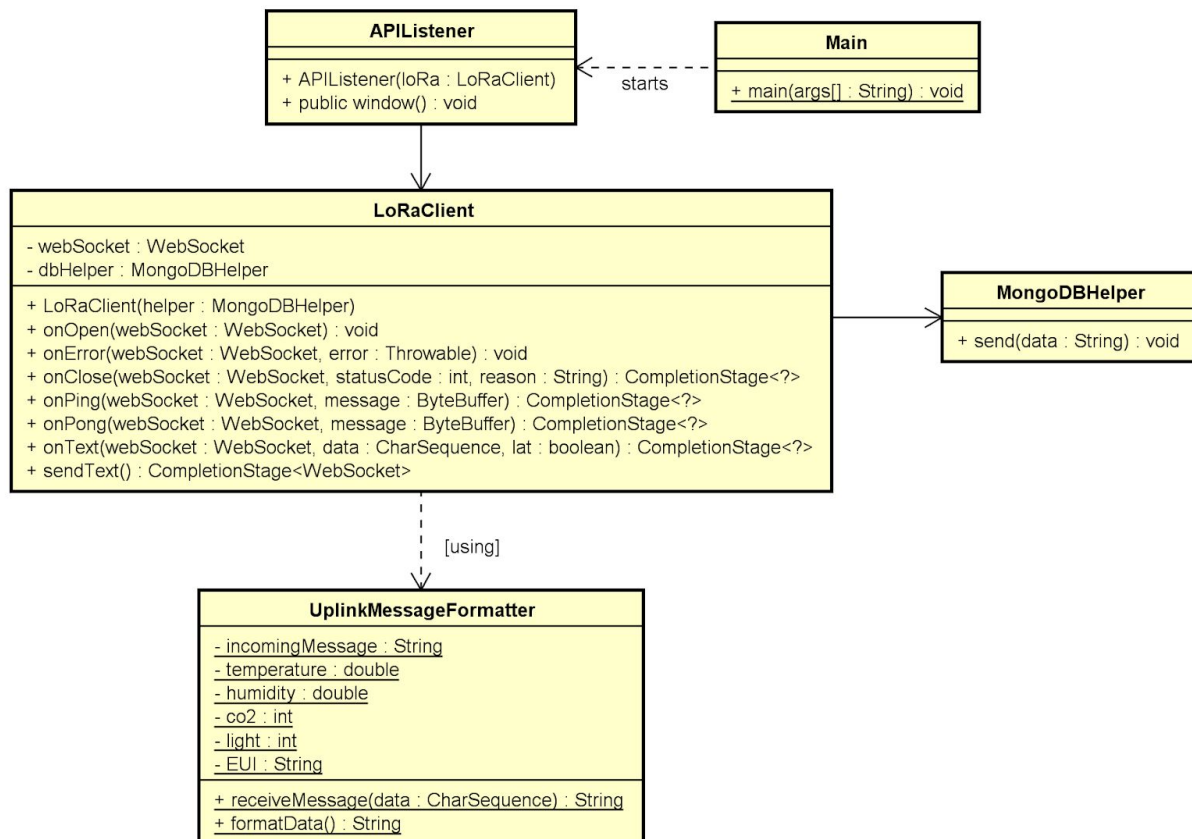 APIListener
+ APIListener(loRa : LoRaClient)
+ public window() : void
Main
+ main(args[] : String) : void
starts
LoRaClient
- webSocket : WebSocket
- dbHelper : MongoDBHelper
+ LoRaClient(helper : MongoDBHelper)
+ onOpen(webSocket : WebSocket) : void
+ onError(webSocket : WebSocket, error : Throwable) : void
+ onClose(webSocket : WebSocket, statusCode : int, reason : String) : CompletionStage<?>
+ onPing(webSocket : WebSocket, message : ByteBuffer) : CompletionStage<?>
+ onPong(webSocket : WebSocket, message : ByteBuffer) : CompletionStage<?>
+ onText(webSocket : WebSocket, data : CharSequence, lat : boolean) : CompletionStage<?>
+ sendText() : CompletionStage<WebSocket>
MongoDBHelper
+ send(data : String) : void
[using]
UplinkMessageFormatter
- incomingMessage : String
- temperature : double
- humidity : double
- co2 : int
- light : int
- EUI : String
+ receiveMessage(data : CharSequence) : String
+ formatData() : String